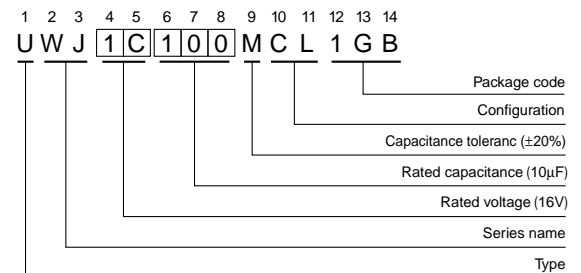 1 2 3 4 5 6 7 8 9 10 11 12 13 14
U W J 1 C 1 0 0 M C L 1 G B
Package code
Configuration
Capacitance toleranc (±20%)
Rated capacitance (10µF)
Rated voltage (16V)
Series name
Type